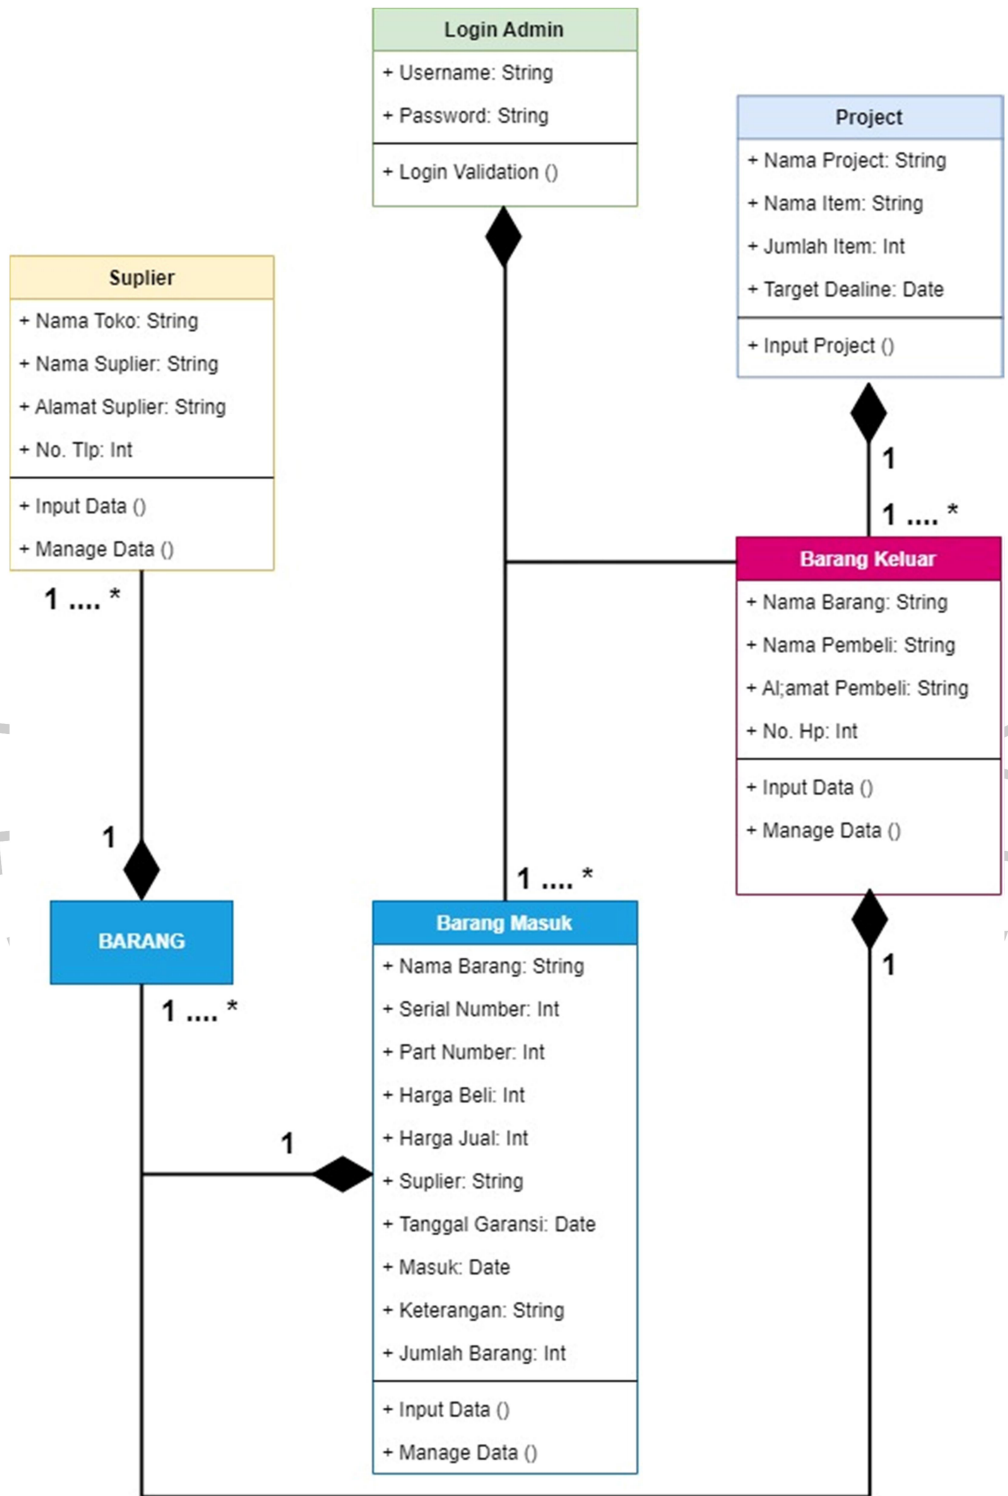 Login Admin
+ Username: String
+ Password: String
+ Login Validation ()
Project
+ Nama Project: String
+ Nama Item: String
+ Jumlah Item: Int
+ Target Dealine: Date
+ Input Project ()
1
1 .... *
Suplier
+ Nama Toko: String
+ Nama Suplier: String
+ Alamat Suplier: String
+ No. Tlp: Int
+ Input Data ()
+ Manage Data ()
1 .... *
1
Barang Keluar
+ Nama Barang: String
+ Nama Pembeli: String
+ Al;amat Pembeli: String
+ No. Hp: Int
+ Input Data ()
+ Manage Data ()
1
BARANG
1 .... *
1
1 .... *
Barang Masuk
+ Nama Barang: String
+ Serial Number: Int
+ Part Number: Int
+ Harga Beli: Int
+ Harga Jual: Int
+ Suplier: String
+ Tanggal Garansi: Date
+ Masuk: Date
+ Keterangan: String
+ Jumlah Barang: Int
+ Input Data ()
+ Manage Data ()